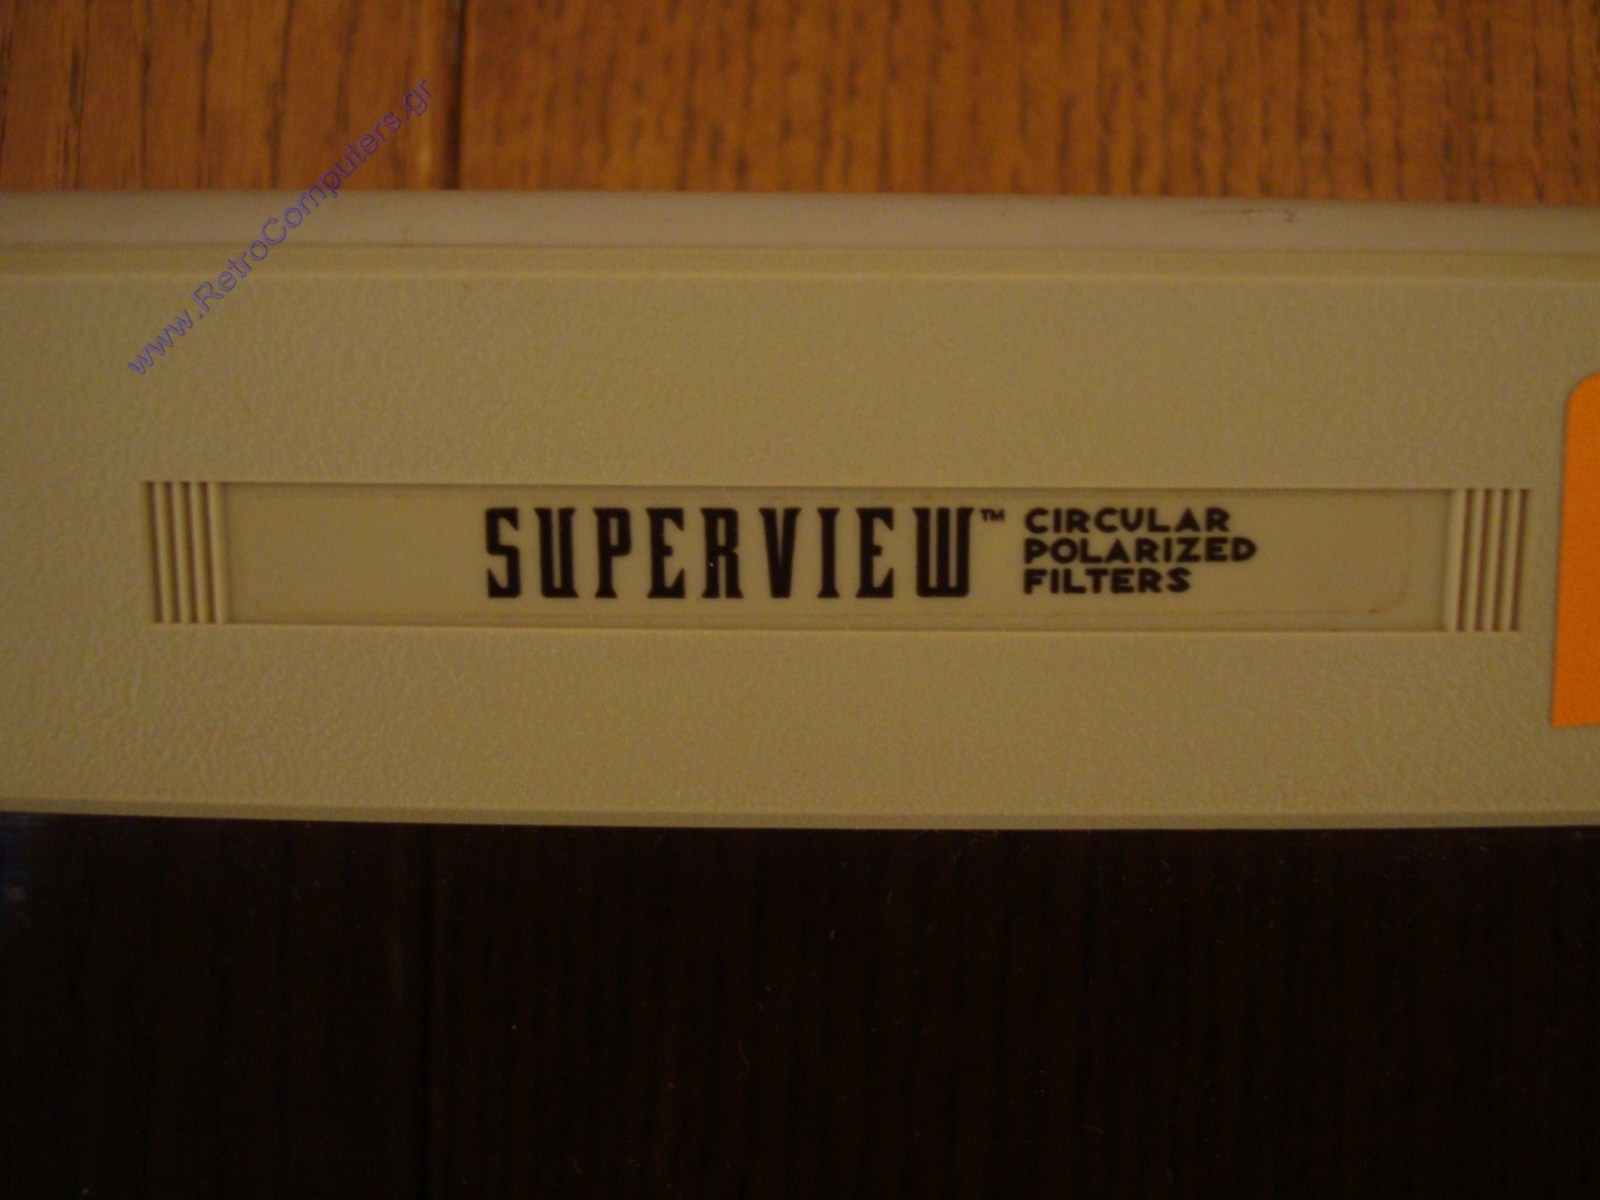 www.RetroComputers.gr
SUPERVIEW™
CIRCULAR
POLARIZED
FILTERS